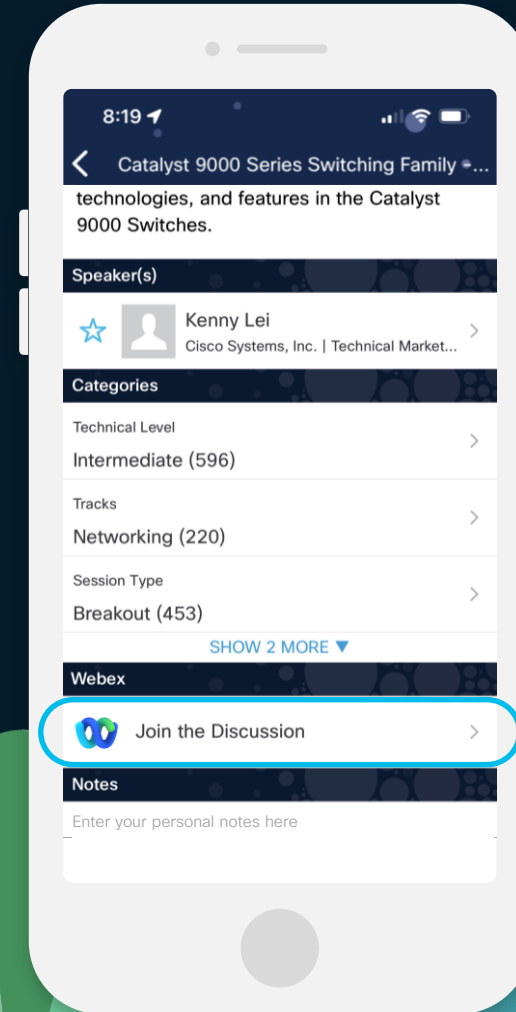 8:19
Catalyst 9000 Series Switching Family -...
technologies, and features in the Catalyst
9000 Switches.
Speaker(s)
Kenny Lei
Cisco Systems, Inc. | Technical Market...
Categories
Technical Level
Intermediate (596)
Tracks
Networking (220)
Session Type
Breakout (453)
SHOW 2 MORE ▼
Webex
Join the Discussion
Notes
Enter your personal notes here